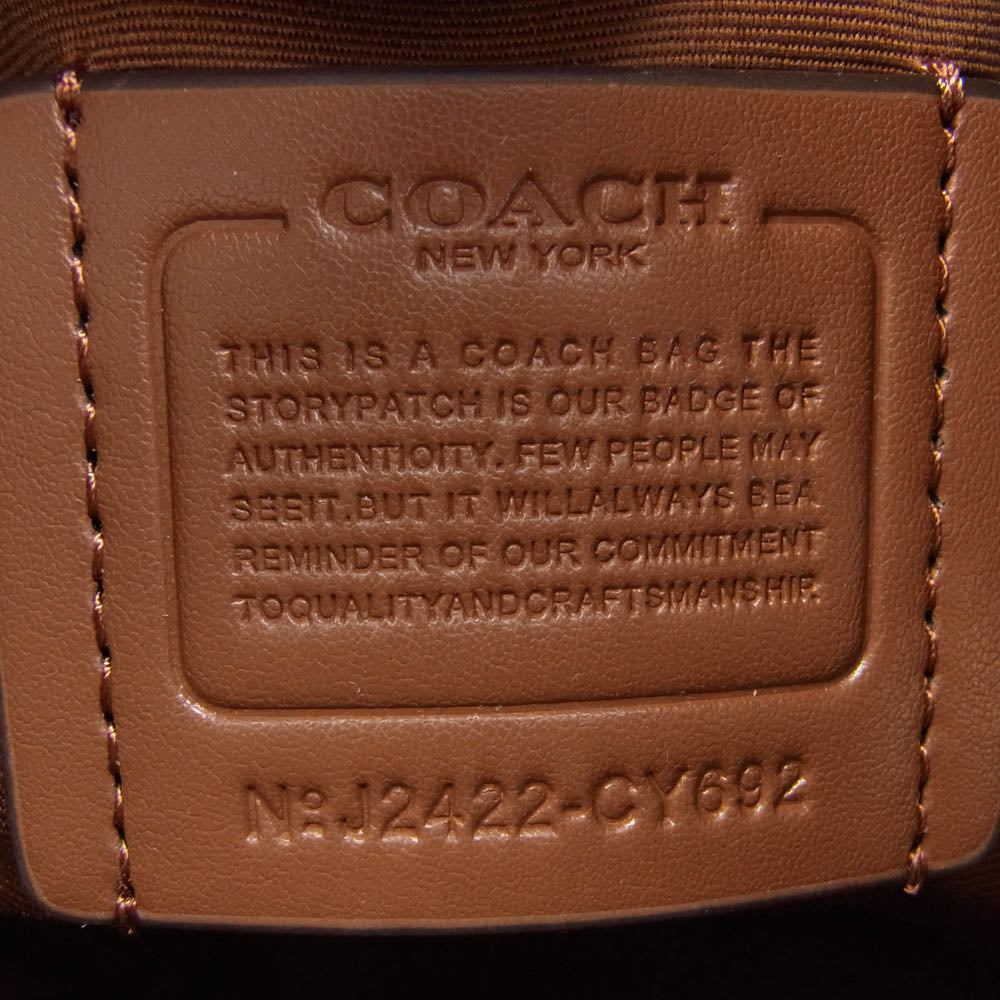 COACH
NEW YORK
THIS IS A COACH BAG THE
STORYPATCH IS OUR BADGE OF
AUTHENTIOITY. FEW PEOPLE MAY
SEEIT.BUT IT WILLALWAYS BEA
REMINDER OF OUR COMMITMENT
TOQUALITYANDCRAFTSMANSHIP.
№J2422-CY692